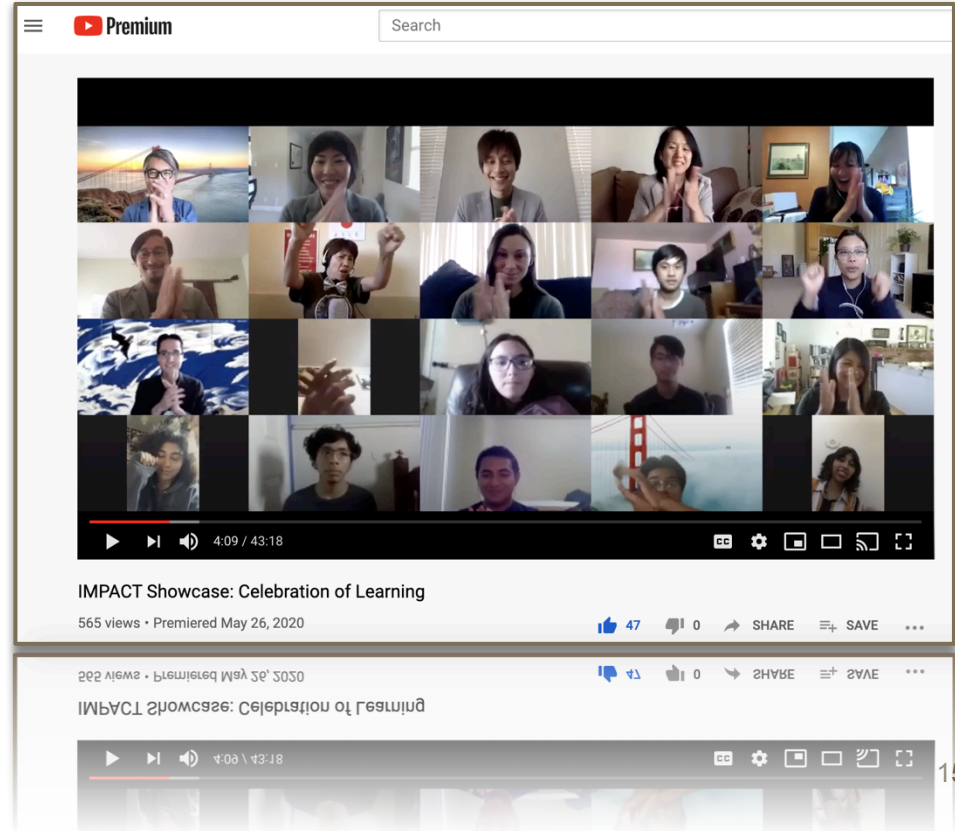 Premium
Search
4:09 / 43:18
CC
IMPACT Showcase: Celebration of Learning
565 views • Premiered May 26, 2020
47
0
SHARE
SAVE
565 views • Premiered May 26, 2020
47
0
SHARE
SAVE
IMPACT Showcase: Celebration of Learning
4:09 / 43:18
CC
15